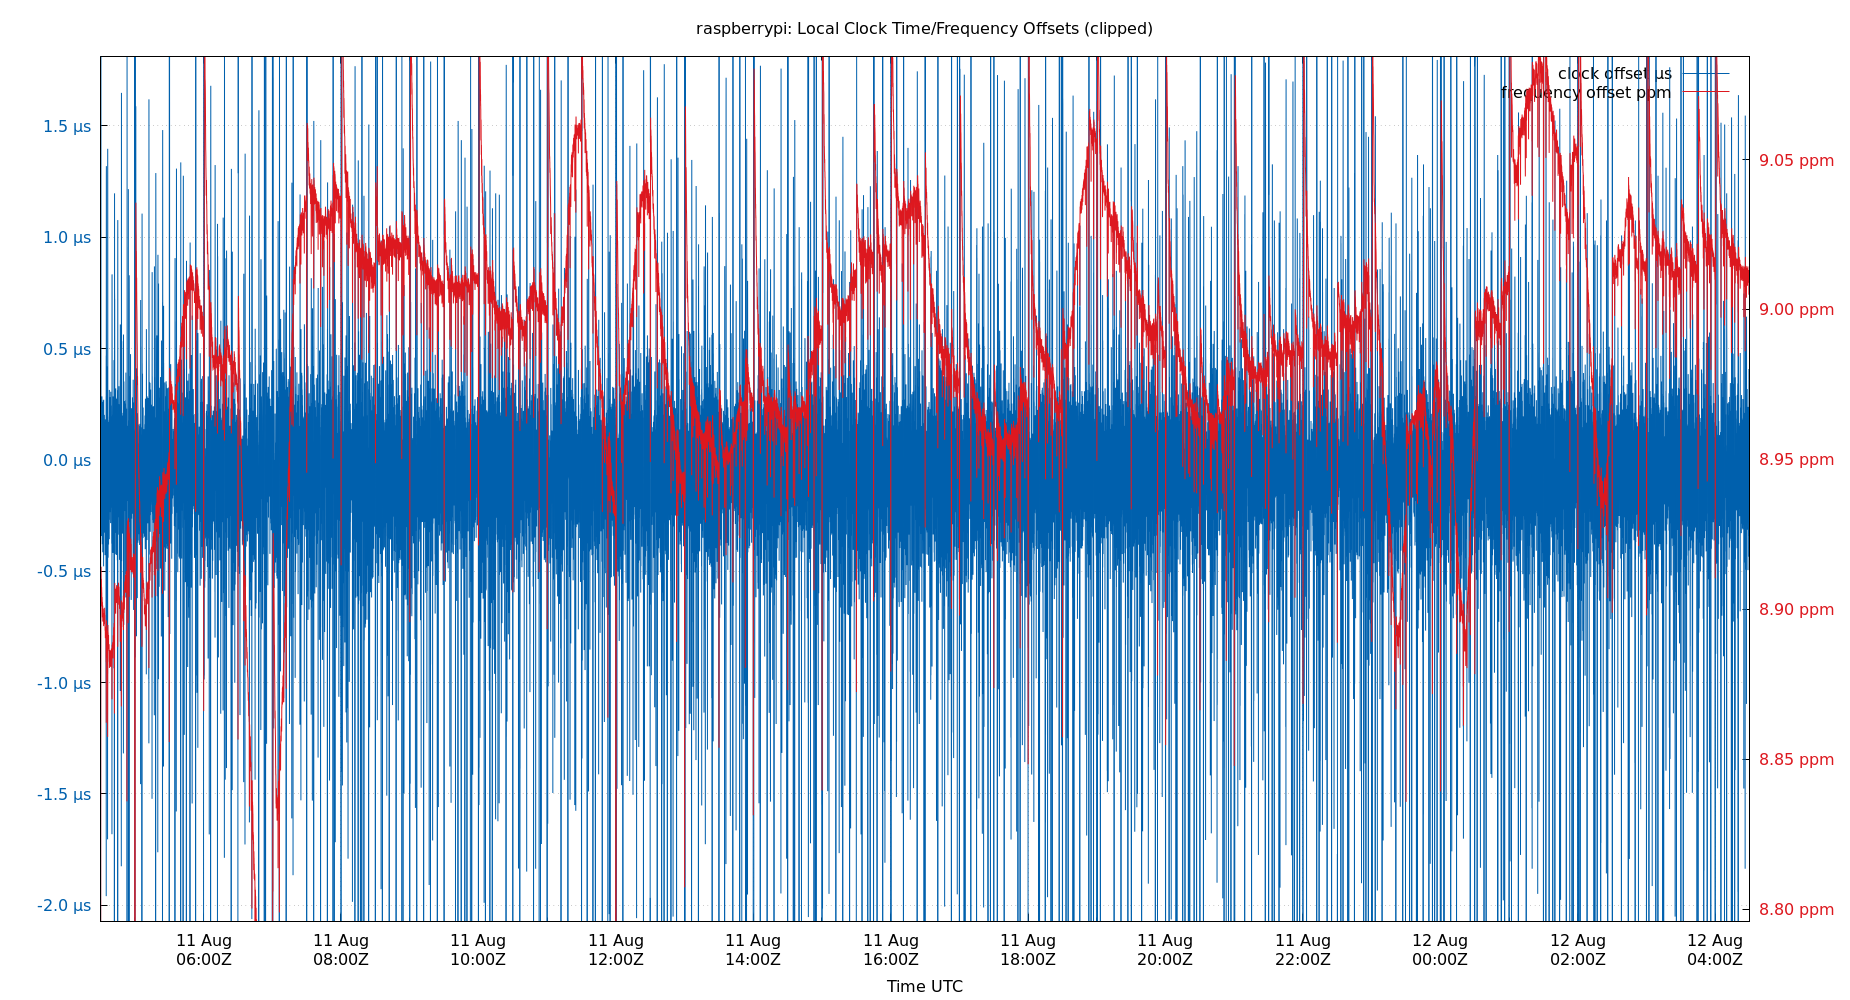 raspberrypi: Local Clock Time/Frequency Offsets (clipped)
clock offset µs
frequency offset ppm
1.5 µs
1.0 µs
0.5 µs
0.0 µs
-0.5 µs
-1.0 µs
-1.5 µs
-2.0 µs
9.05 ppm
9.00 ppm
8.95 ppm
8.90 ppm
8.85 ppm
8.80 ppm
11 Aug 11 Aug 11 Aug 11 Aug 11 Aug 11 Aug 11 Aug 11 Aug 11 Aug 12 Aug 12 Aug 12 Aug
06:00Z 08:00Z 10:00Z 12:00Z 14:00Z 16:00Z 18:00Z 20:00Z 22:00Z 00:00Z 02:00Z 04:00Z
Time UTC